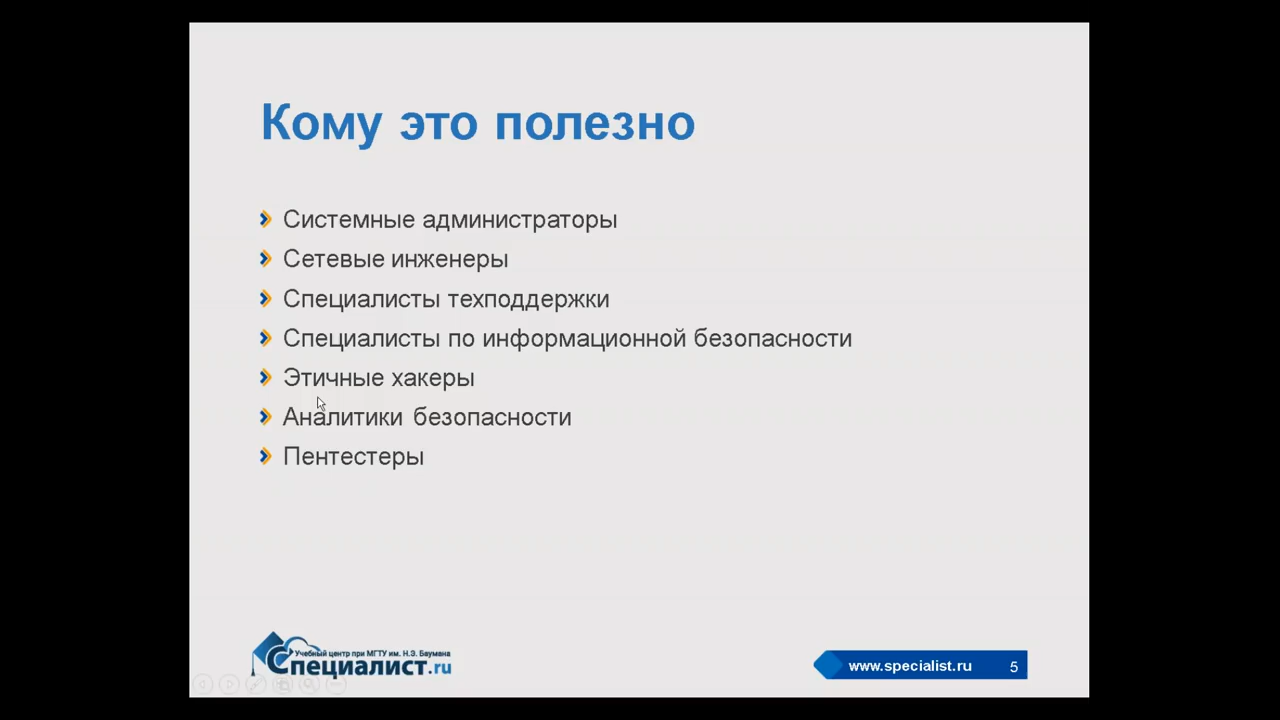 Кому это полезно
Системные администраторы
Сетевые инженеры
Специалисты техподдержки
Специалисты по информационной безопасности
Этичные хакеры
Аналитики безопасности
Пентестеры
Учебный центр при МГТУ им. Н.Э. Баумана
Специалист.ru
www.specialist.ru 5